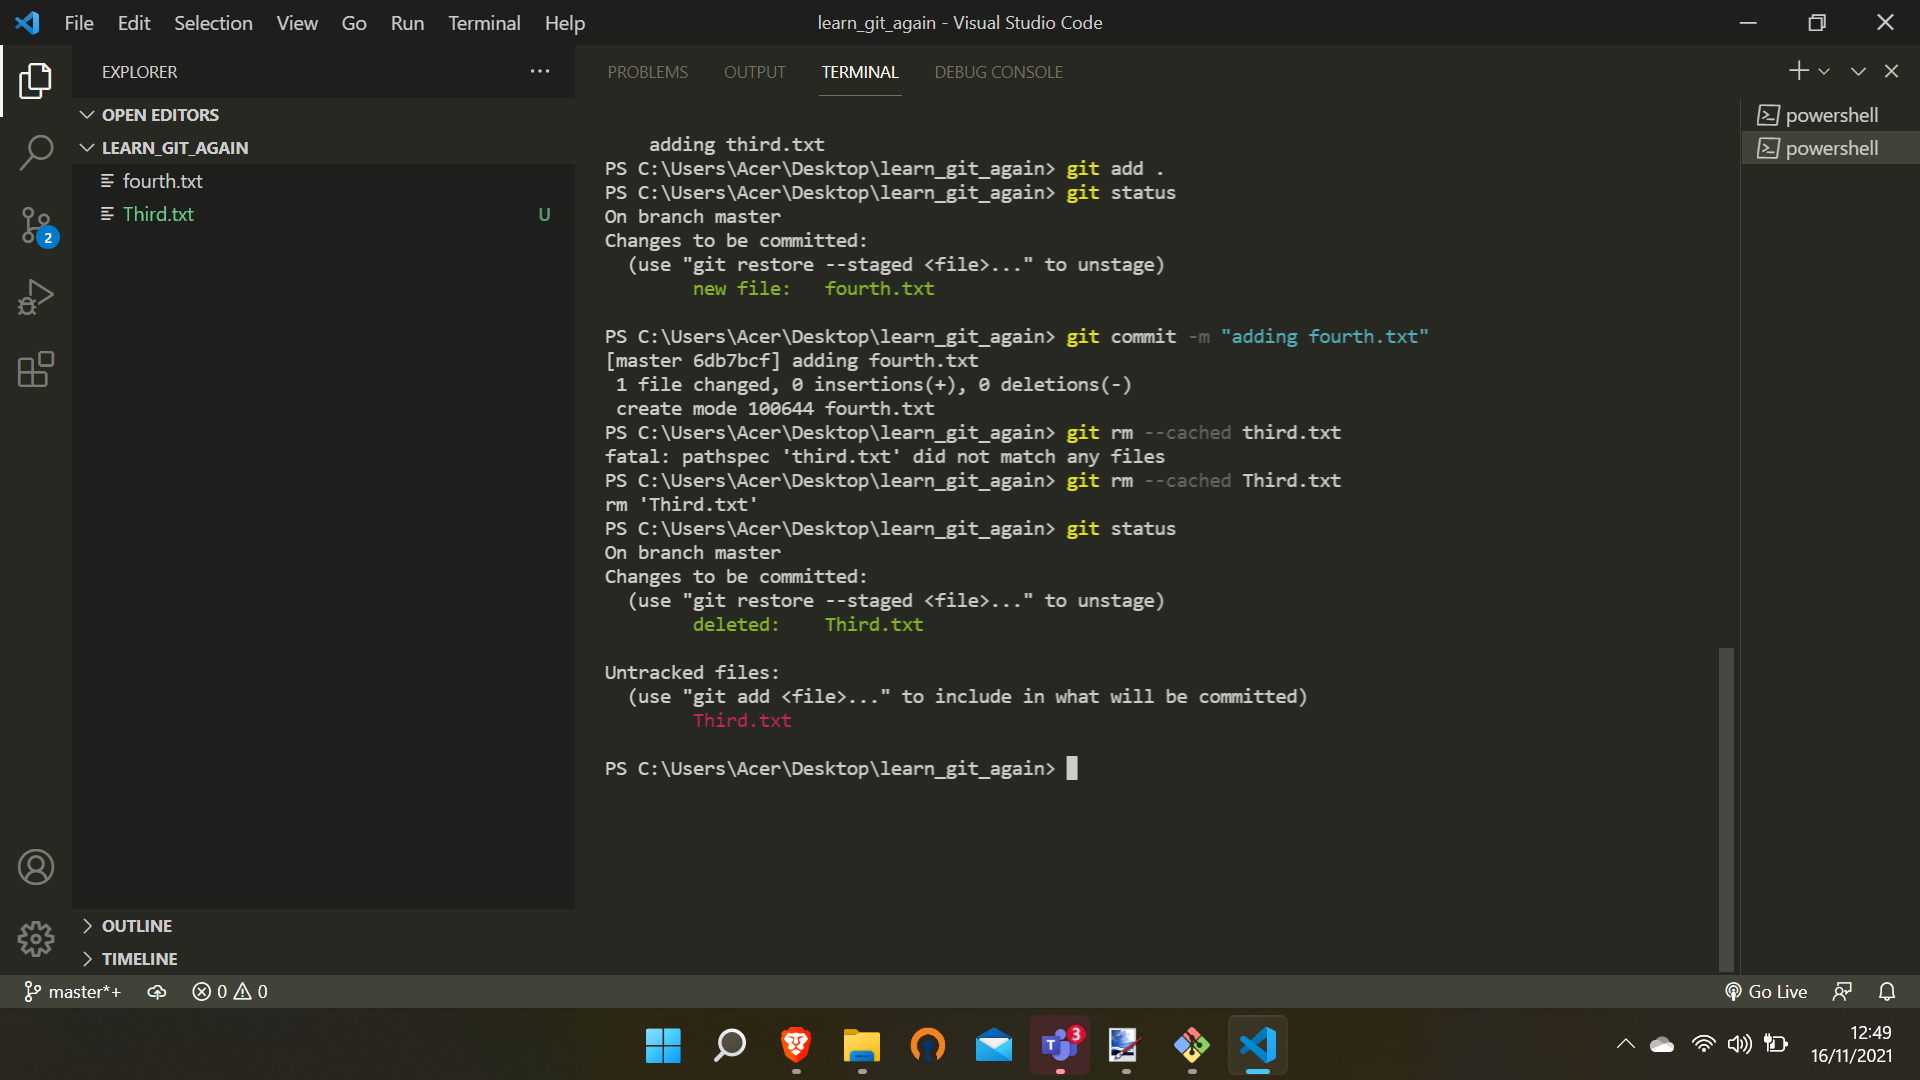 File Edit Selection View Go Run Terminal Help
learn_git_again - Visual Studio Code
EXPLORER
OPEN EDITORS
LEARN_GIT_AGAIN
fourth.txt
Third.txt U
2
OUTLINE
TIMELINE
PROBLEMS OUTPUT TERMINAL DEBUG CONSOLE
powershell
powershell
adding third.txt
PS C:\Users\Acer\Desktop\learn_git_again> git add .
PS C:\Users\Acer\Desktop\learn_git_again> git status
On branch master
Changes to be committed:
(use "git restore --staged <file>..." to unstage)
new file: fourth.txt
PS C:\Users\Acer\Desktop\learn_git_again> git commit -m "adding fourth.txt"
[master 6db7bcf] adding fourth.txt
1 file changed, 0 insertions(+), 0 deletions(-)
create mode 100644 fourth.txt
PS C:\Users\Acer\Desktop\learn_git_again> git rm --cached third.txt
fatal: pathspec 'third.txt' did not match any files
PS C:\Users\Acer\Desktop\learn_git_again> git rm --cached Third.txt
rm 'Third.txt'
PS C:\Users\Acer\Desktop\learn_git_again> git status
On branch master
Changes to be committed:
(use "git restore --staged <file>..." to unstage)
deleted: Third.txt
Untracked files:
(use "git add <file>..." to include in what will be committed)
Third.txt
PS C:\Users\Acer\Desktop\learn_git_again>
master*+ 0 0
Go Live
T 3
12:49
16/11/2021